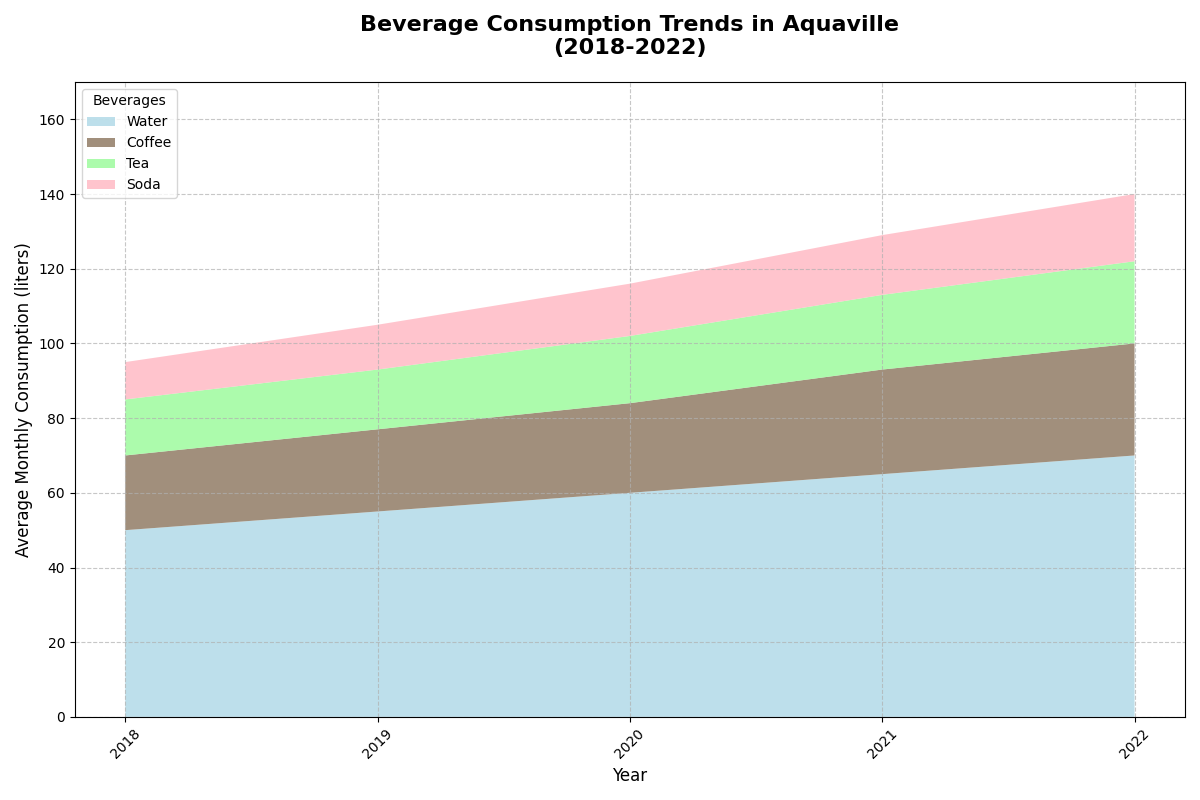 Beverage Consumption Trends in Aquaville
(2018-2022)
Beverages
Water
Coffee
Tea
Soda
Average Monthly Consumption (liters)
160
140
120
100
80
60
40
20
0
2018
2019
2020
2021
2022
Year